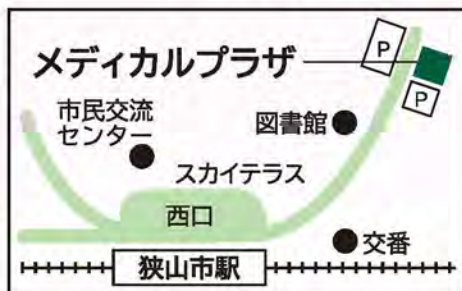 P
メディカルプラザ
P
市民交流
センター
図書館
スカイテラス
西口
交番
狭山市駅